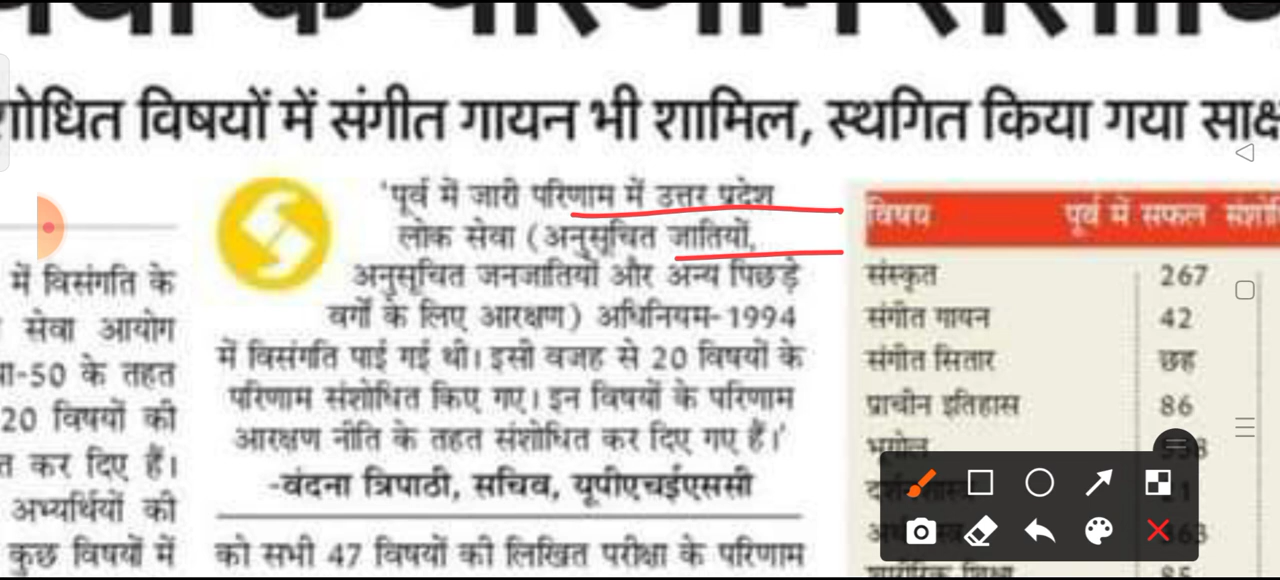 शोधित विषयों में संगीत गायन भी शामिल, स्थगित किया गया साक्ष
में विसंगति के
सेवा आयोग
-50 के तहत
20 विषयों की
त कर दिए हैं।
अभ्यर्थियों की
कुछ विषयों में
'पूर्व में जारी परिणाम में उत्तर प्रदेश
लोक सेवा (अनुसूचित जातियों,
अनुसूचित जनजातियों और अन्य पिछड़े
वर्गों के लिए आरक्षण) अधिनियम-1994
में विसंगति पाई गई थी। इसी वजह से 20 विषयों के
परिणाम संशोधित किए गए। इन विषयों के परिणाम
आरक्षण नीति के तहत संशोधित कर दिए गए हैं।'
-वंदना त्रिपाठी, सचिव, यूपीएचईएससी
को सभी 47 विषयों की लिखित परीक्षा के परिणाम
विषय पूर्व में सफल संशो
संस्कृत 267
संगीत गायन 42
संगीत सितार छह
प्राचीन इतिहास 86
भूगोल
शारीरिक शिक्षा 85